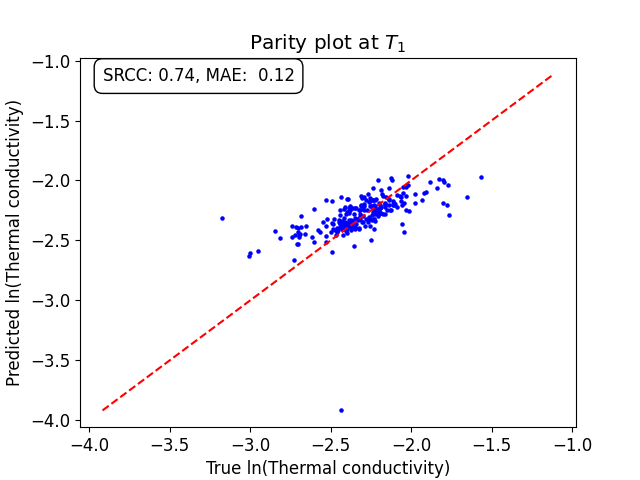 Parity plot at T₁
SRCC: 0.74, MAE:  0.12
Predicted ln(Thermal conductivity)
−1.0
−1.5
−2.0
−2.5
−3.0
−3.5
−4.0
−4.0 −3.5 −3.0 −2.5 −2.0 −1.5 −1.0
True ln(Thermal conductivity)